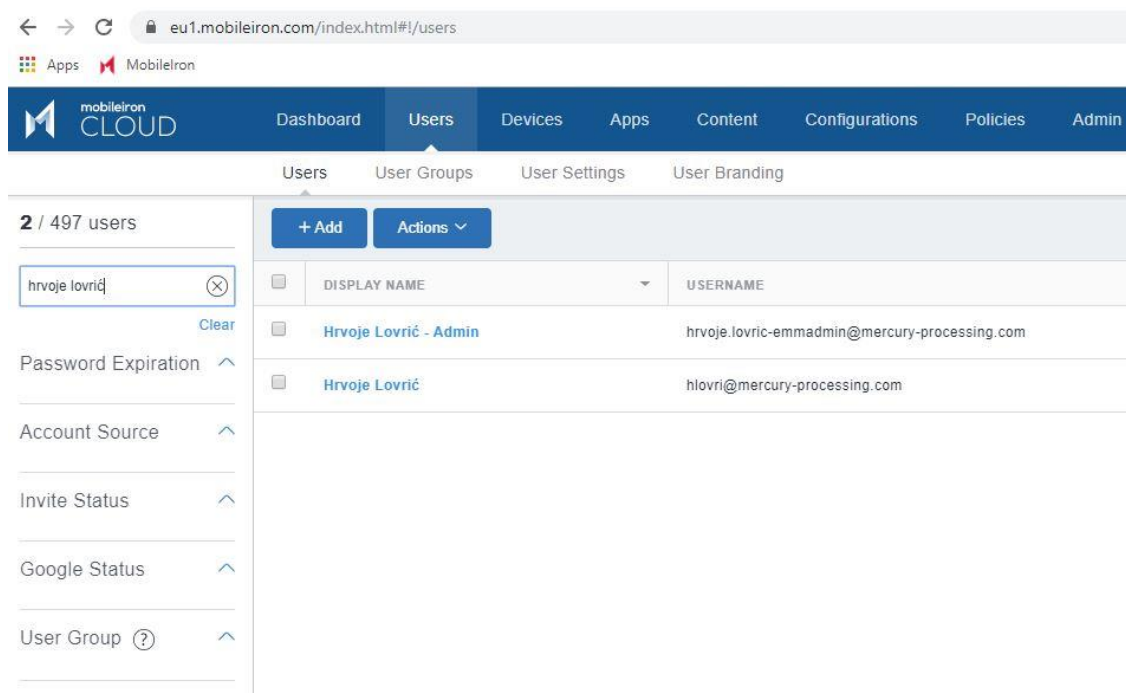 eu1.mobileiron.com/index.html#!/users
Apps MobileIron
mobileiron
CLOUD
Dashboard Users Devices Apps Content Configurations Policies Admin
Users User Groups User Settings User Branding
2 / 497 users
+ Add Actions
hrvoje lovrić
DISPLAY NAME USERNAME
Clear
Hrvoje Lovrić - Admin hrvoje.lovric-emmadmin@mercury-processing.com
Password Expiration
Hrvoje Lovrić hlovri@mercury-processing.com
Account Source
Invite Status
Google Status
User Group ?